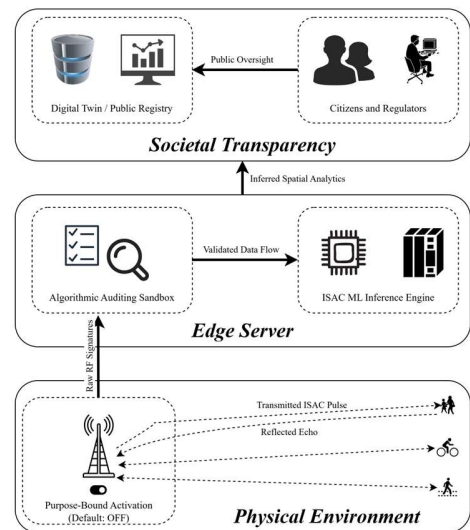 Public Oversight
Digital Twin / Public Registry
Citizens and Regulators
Societal Transparency
Inferred Spatial Analytics
Validated Data Flow
Algorithmic Auditing Sandbox
ISAC ML Inference Engine
Edge Server
Raw RF Signatures
Transmitted ISAC Pulse
Reflected Echo
Purpose-Bound Activation
(Default: OFF)
Physical Environment